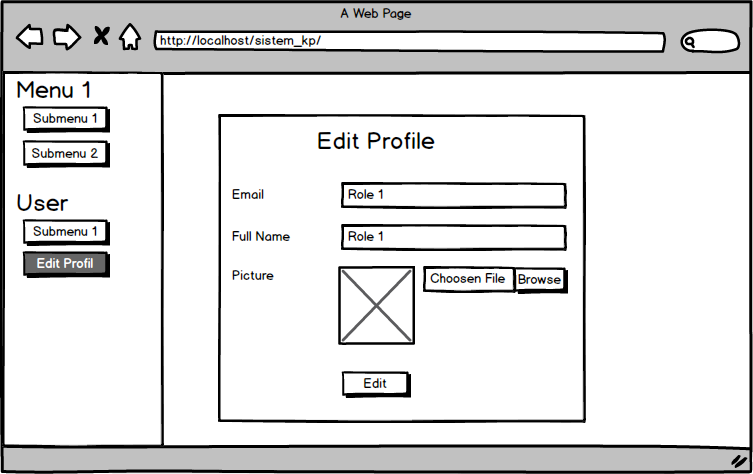 A Web Page
http://localhost/sistem_kp/
Menu 1
Submenu 1
Submenu 2
User
Submenu 1
Edit Profil
Edit Profile
Email
Role 1
Full Name
Role 1
Picture
Choosen File
Browse
Edit